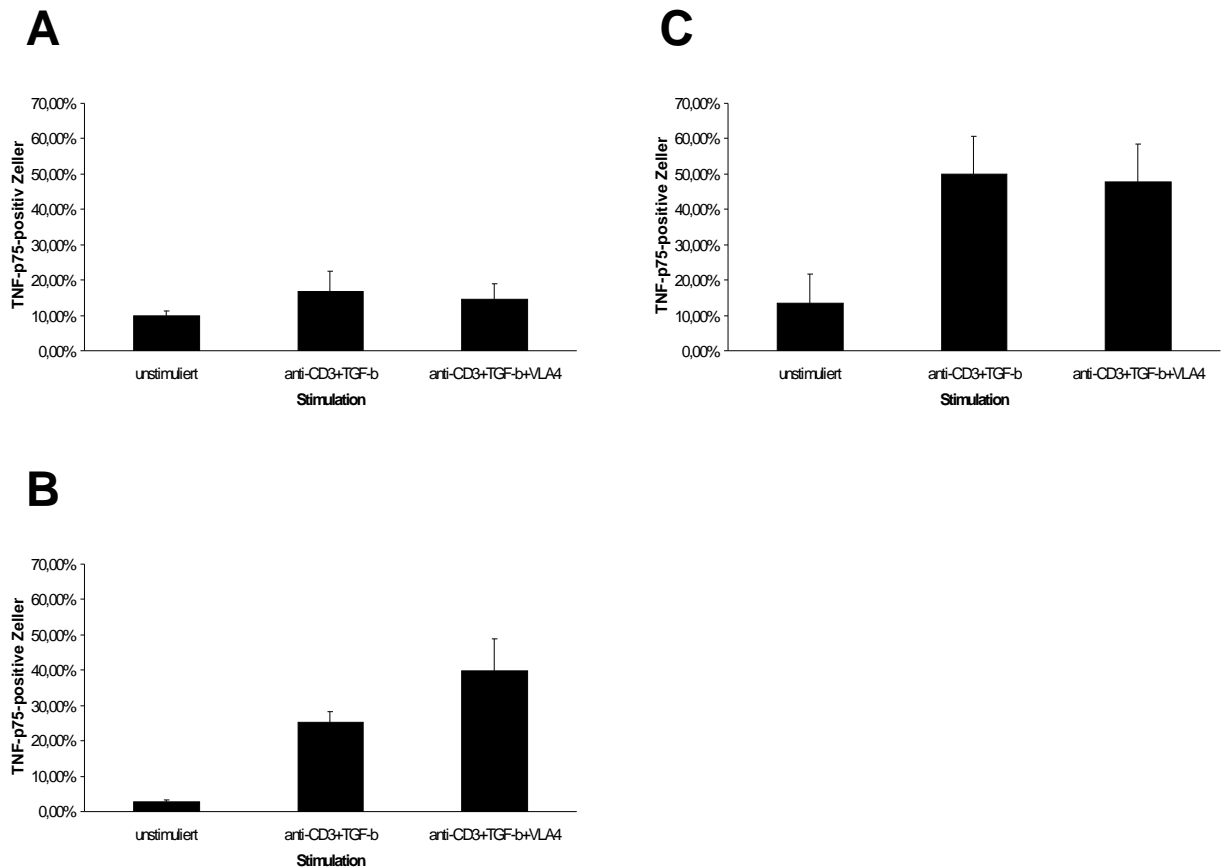 A
TNF-p75-positiv Zeller
70,00%
60,00%
50,00%
40,00%
30,00%
20,00%
10,00%
0,00%
unstimuliert
anti-CD3+TGF-b
anti-CD3+TGF-b+VLA4
Stimulation
C
TNF-p75-positive Zeller
70,00%
60,00%
50,00%
40,00%
30,00%
20,00%
10,00%
0,00%
unstimuliert
anti-CD3+TGF-b
anti-CD3+TGF-b+VLA4
Stimulation
B
TNF-p75-positive Zeller
70,00%
60,00%
50,00%
40,00%
30,00%
20,00%
10,00%
0,00%
unstimuliert
anti-CD3+TGF-b
anti-CD3+TGF-b+VLA4
Stimulation